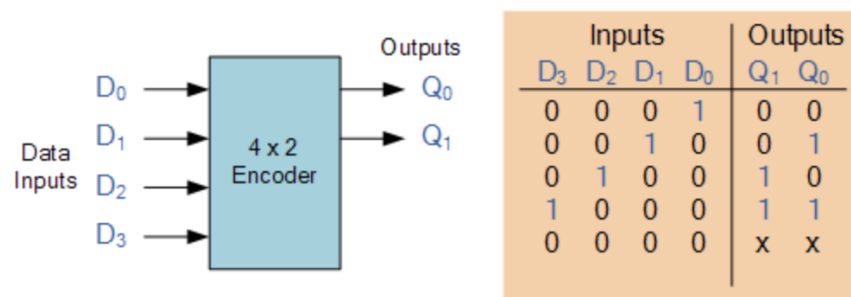 Outputs
D₀ Q₀
D₁ Q₁
Data
Inputs
4 x 2
Encoder
D₂
D₃
Inputs Outputs
D₃ D₂ D₁ D₀ Q₁ Q₀
0 0 0 1 0 0
0 0 1 0 0 1
0 1 0 0 1 0
1 0 0 0 1 1
0 0 0 0 x x